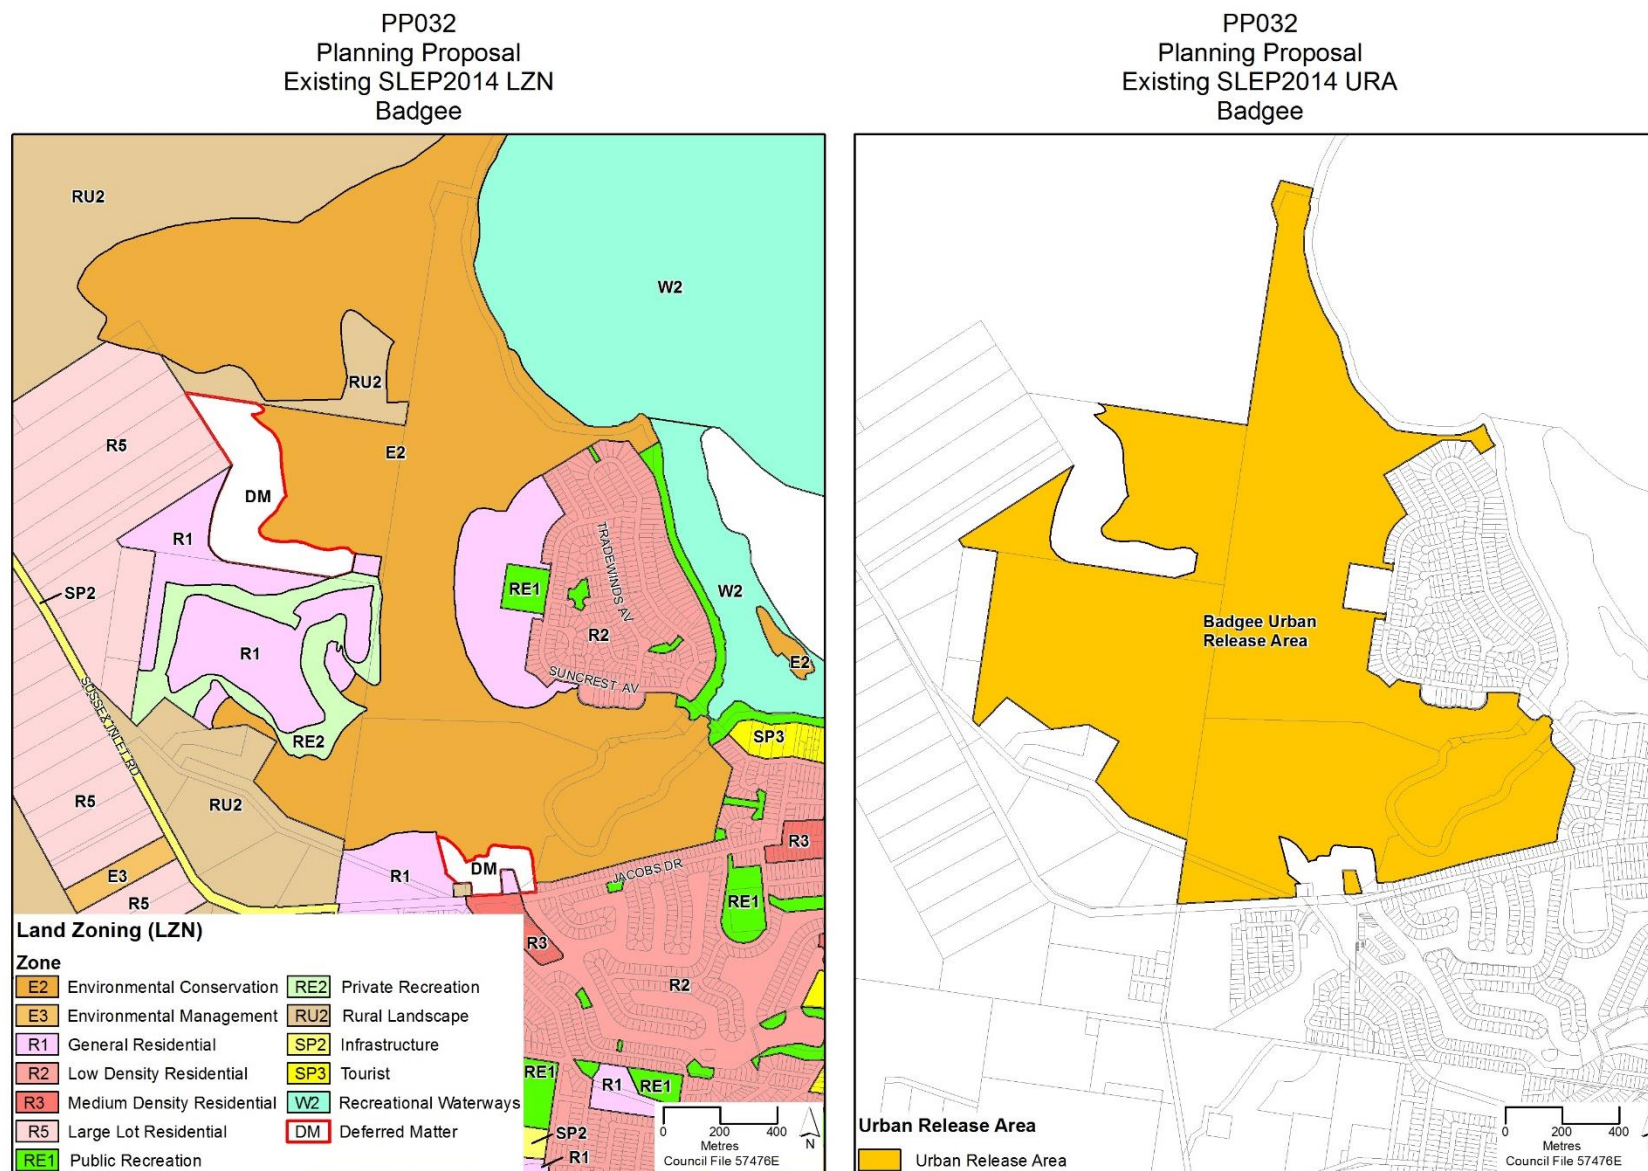 PP032
Planning Proposal
Existing SLEP2014 LZN
Badgee
RU2
W2
RU2
R5
E2
DM
R1
TRADEWINDS AV
SP2
RE1
W2
R2
R1
E2
SUNCREST AV
SUSSEX INLET RD
RE2
SP3
R5
RU2
R3
DM
JACOBS DR
E3
R1
RE1
R5
R3
R2
RE1
R1
RE1
SP2
R1
Land Zoning (LZN)
Zone
E2 Environmental Conservation
E3 Environmental Management
R1 General Residential
R2 Low Density Residential
R3 Medium Density Residential
R5 Large Lot Residential
RE1 Public Recreation
RE2 Private Recreation
RU2 Rural Landscape
SP2 Infrastructure
SP3 Tourist
W2 Recreational Waterways
DM Deferred Matter
0 200 400
Metres
N
Council File 57476E
PP032
Planning Proposal
Existing SLEP2014 URA
Badgee
Badgee Urban
Release Area
Urban Release Area
Urban Release Area
0 200 400
Metres
N
Council File 57476E